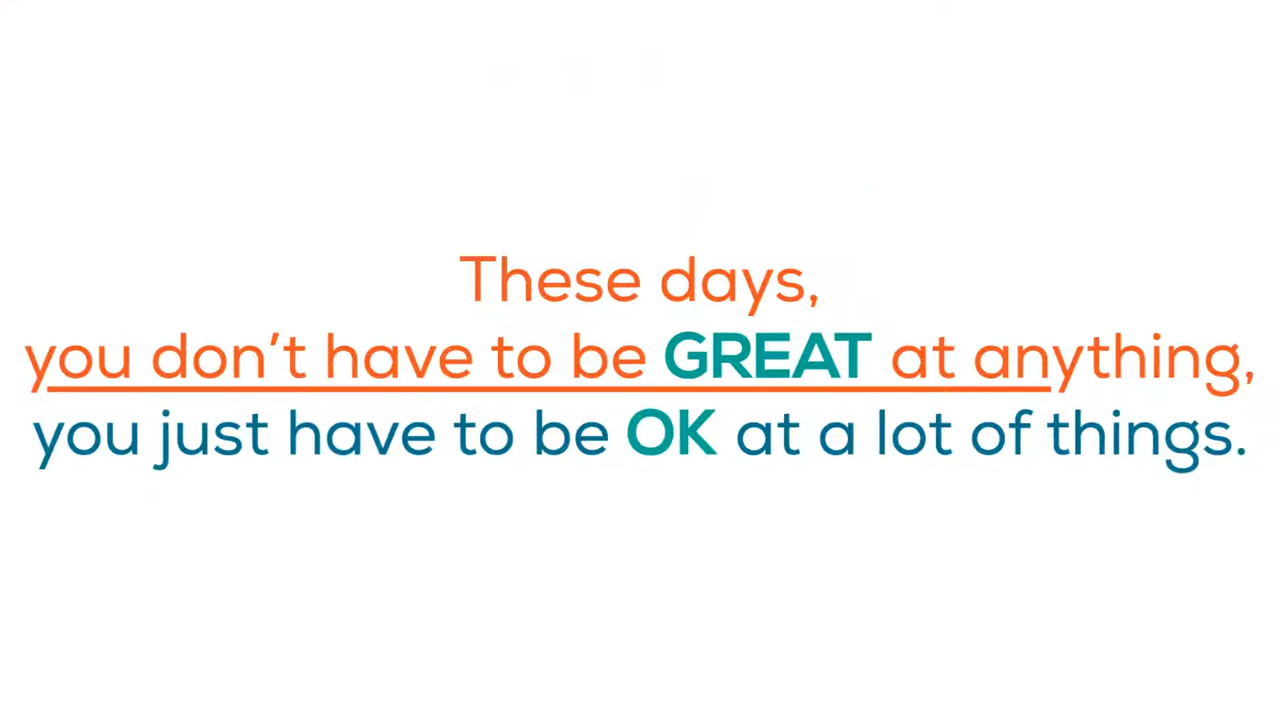 These days,
you don’t have to be GREAT at anything,
you just have to be OK at a lot of things.